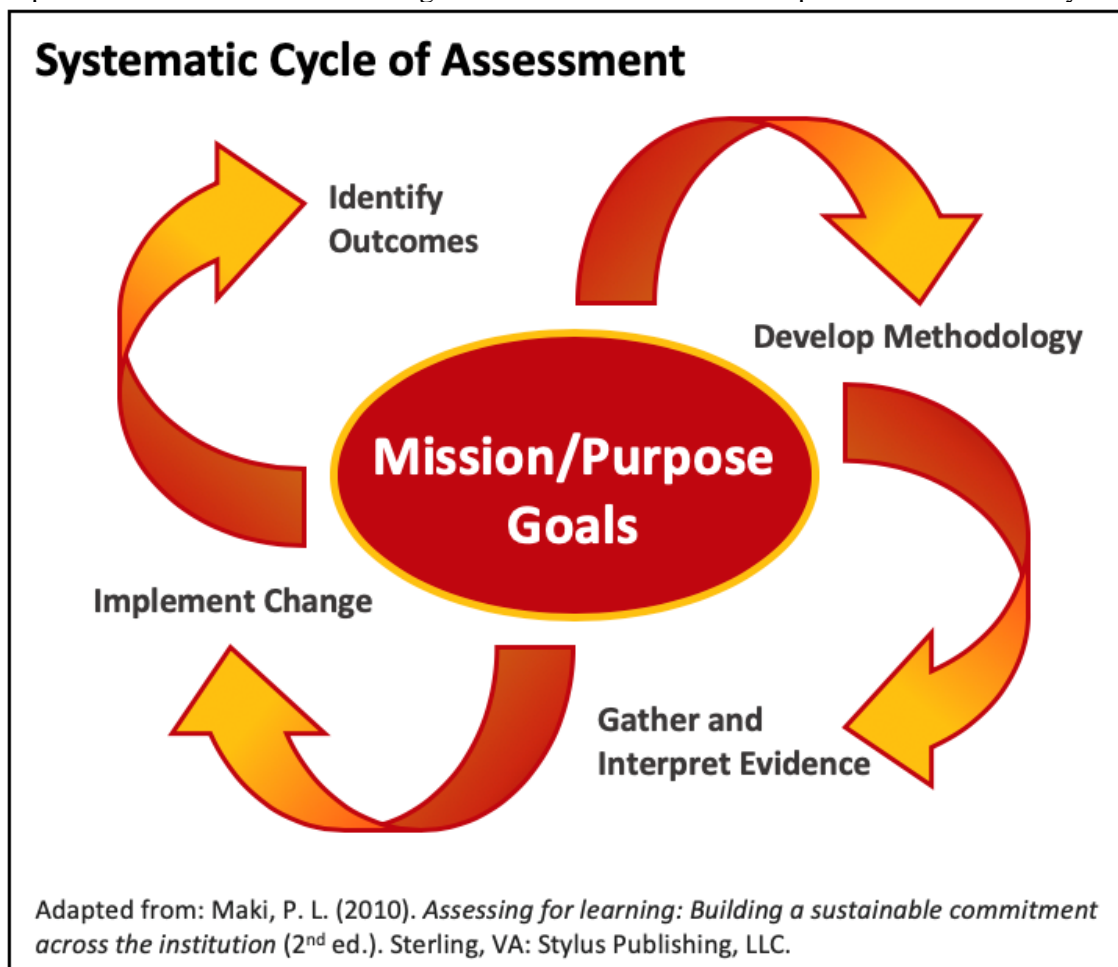 Systematic Cycle of Assessment
Identify
Outcomes
Develop Methodology
Mission/Purpose
Goals
Implement Change
Gather and
Interpret Evidence
Adapted from: Maki, P. L. (2010). Assessing for learning: Building a sustainable commitment
across the institution (2nd ed.). Sterling, VA: Stylus Publishing, LLC.